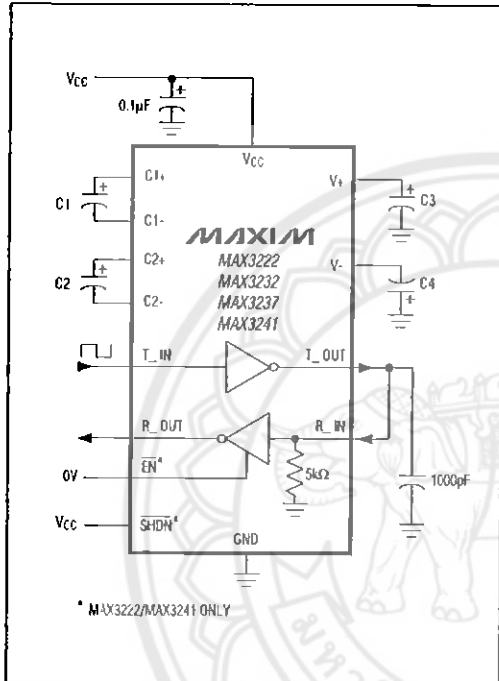 VCC
0.1µF
+
VCC
C1
+
C1+
C1-
V+
+
C3
MAXIM
MAX3222
MAX3232
MAX3237
MAX3241
C2
+
C2+
C2-
V-
+
C4
T_IN
T_OUT
R_OUT
R_IN
0V
EN*
5kΩ
1000pF
VCC
SHDN*
GND
* MAX3222/MAX3241 ONLY